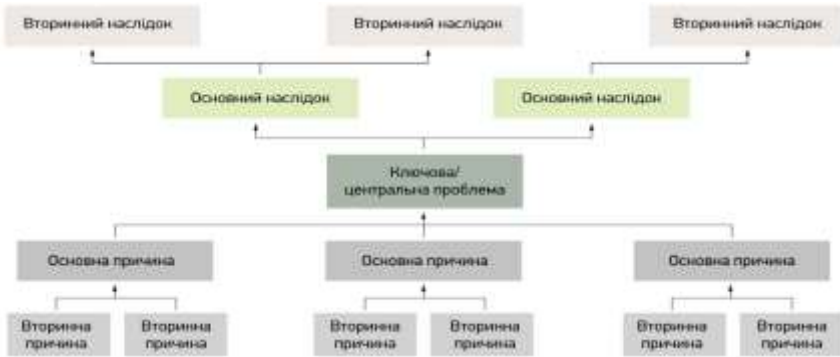 Вторинний наслідок
Вторинний наслідок
Вторинний наслідок
Основний наслідок
Основний наслідок
Ключова/
центральна проблема
Основна причина
Основна причина
Основна причина
Вторинна
причина
Вторинна
причина
Вторинна
причина
Вторинна
причина
Вторинна
причина
Вторинна
причина